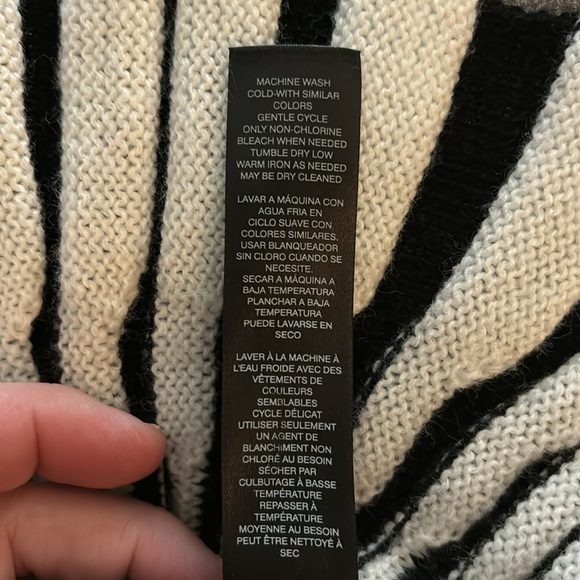 MACHINE WASH
COLD-WITH SIMILAR
COLORS
GENTLE CYCLE
ONLY NON-CHLORINE
BLEACH WHEN NEEDED
TUMBLE DRY LOW
WARM IRON AS NEEDED
MAY BE DRY CLEANED
LAVAR A MÁQUINA CON
AGUA FRIA EN
CICLO SUAVE CON
COLORES SIMILARES,
USAR BLANQUEADOR
SIN CLORO CUANDO SE
NECESITE.
SECAR A MÁQUINA A
BAJA TEMPERATURA
PLANCHAR A BAJA
TEMPERATURA
PUEDE LAVARSE EN
SECO
LAVER À LA MACHINE À
L'EAU FROIDE AVEC DES
VÊTEMENTS DE
COULEURS
SEMBLABLES
CYCLE DÉLICAT
UTILISER SEULEMENT
UN AGENT DE
BLANCHIMENT NON
CHLORÉ AU BESOIN
SÉCHER PAR
CULBUTAGE À BASSE
TEMPÉRATURE
REPASSER À
TEMPÉRATURE
MOYENNE AU BESOIN
PEUT ÊTRE NETTOYÉ À
SEC